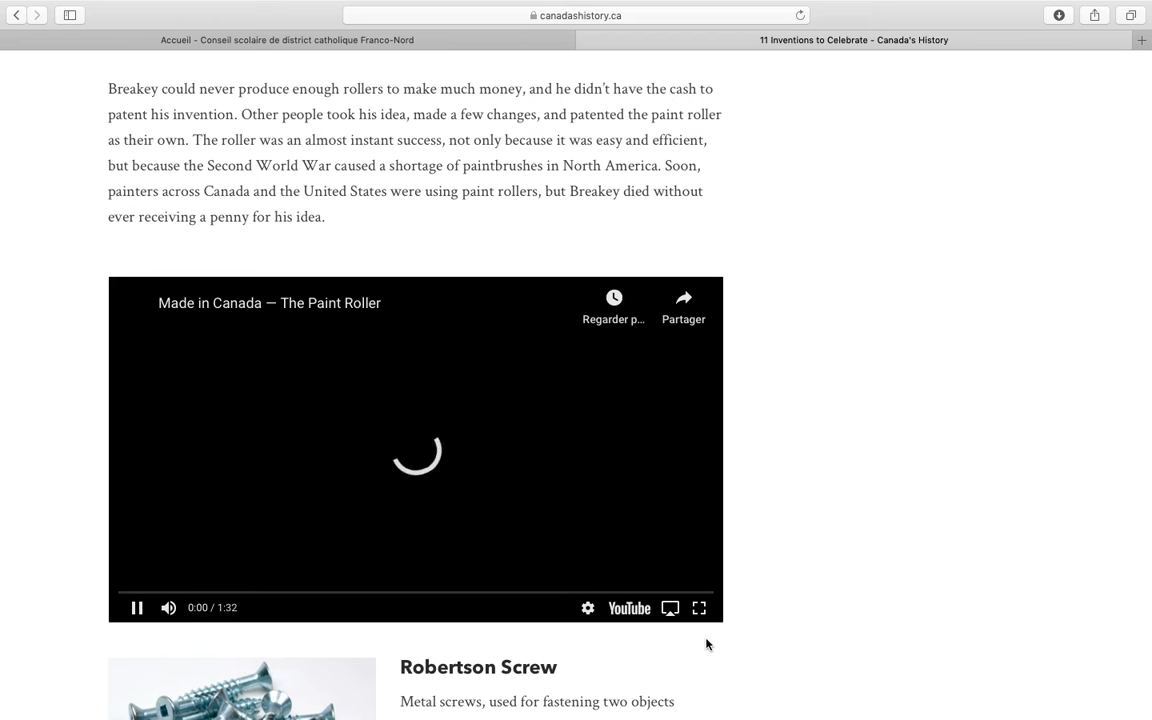 canadashistory.ca
Accueil - Conseil scolaire de district catholique Franco-Nord
11 Inventions to Celebrate - Canada's History
Breakey could never produce enough rollers to make much money, and he didn't have the cash to
patent his invention. Other people took his idea, made a few changes, and patented the paint roller
as their own. The roller was an almost instant success, not only because it was easy and efficient,
but because the Second World War caused a shortage of paintbrushes in North America. Soon,
painters across Canada and the United States were using paint rollers, but Breakey died without
ever receiving a penny for his idea.
Made in Canada — The Paint Roller
Regarder p...
Partager
0:00 / 1:32
YouTube
Robertson Screw
Metal screws, used for fastening two objects